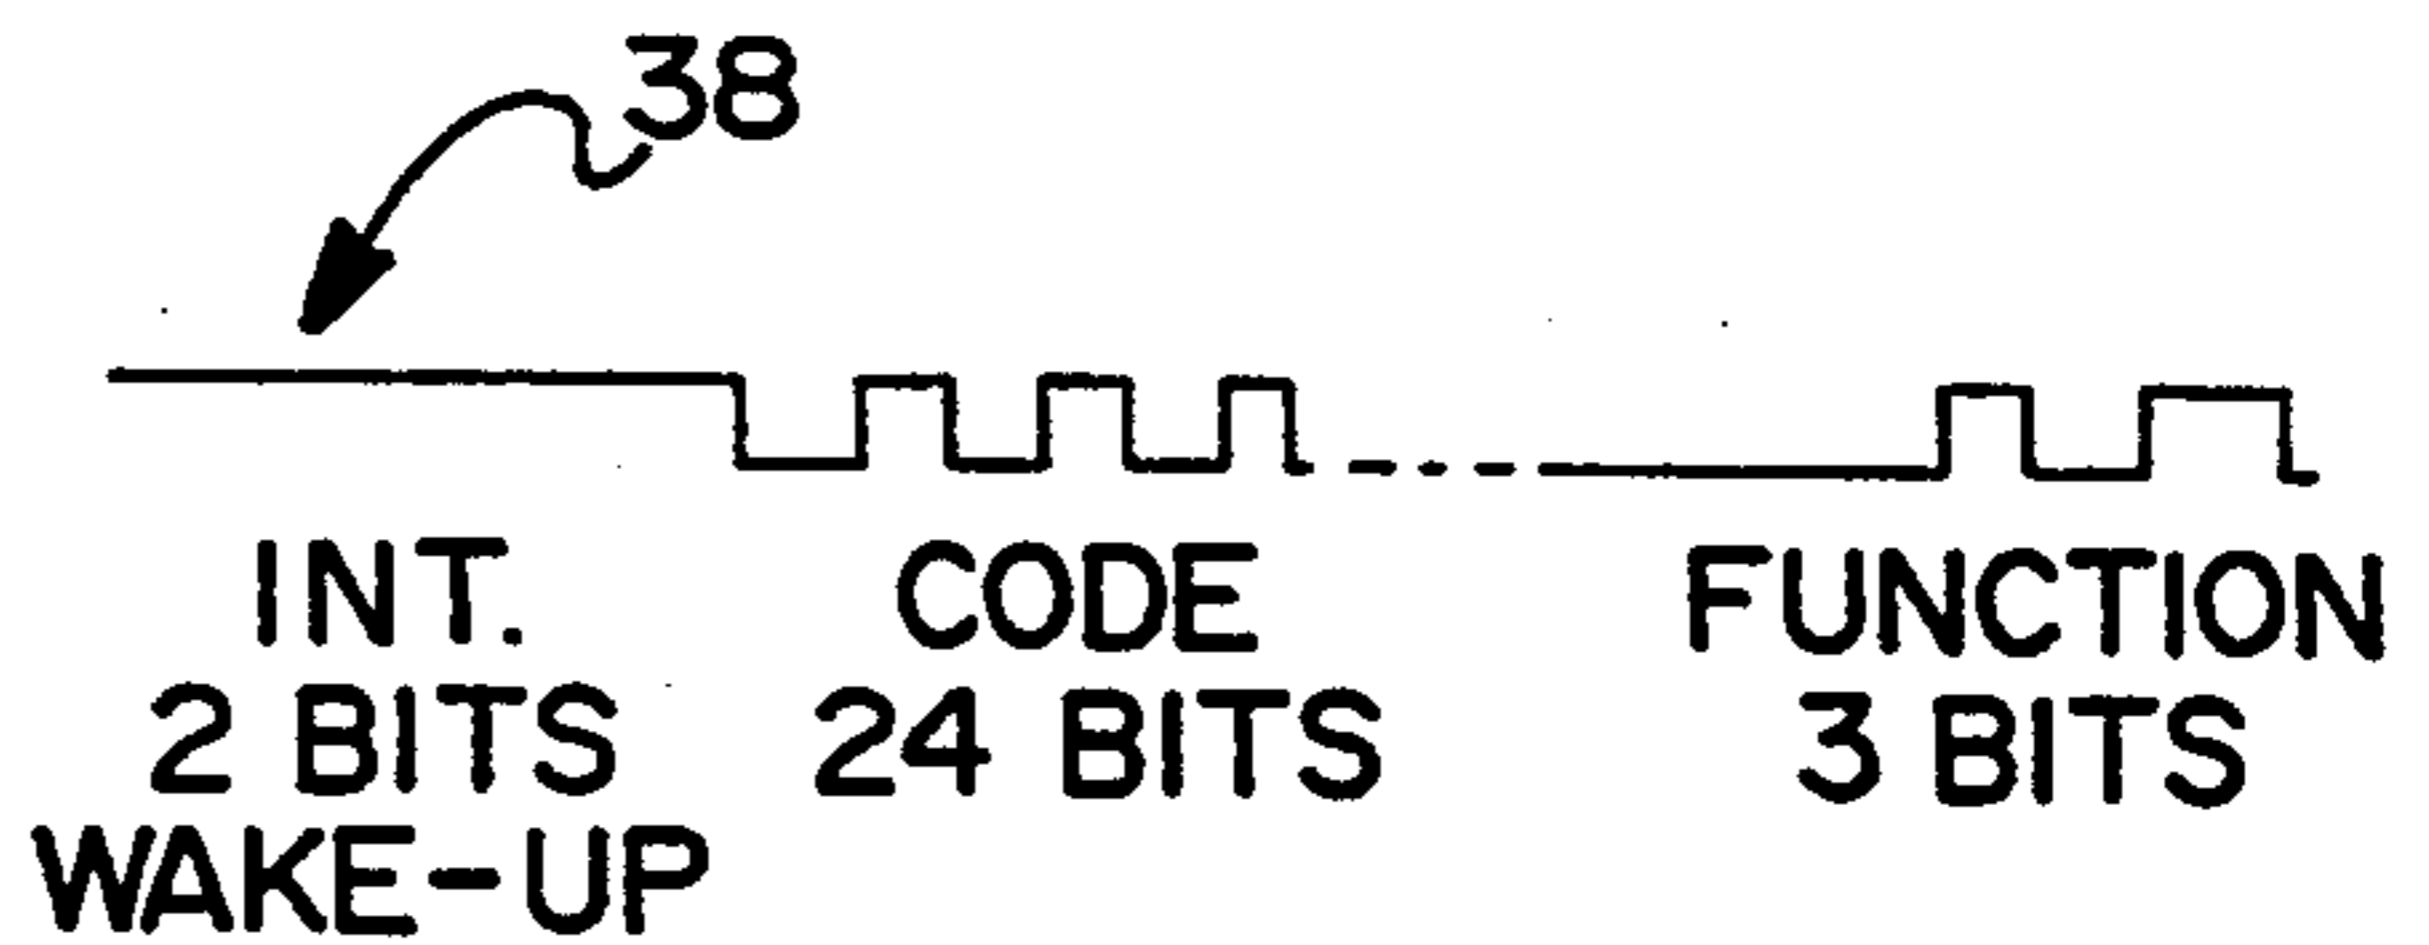 38
INT. CODE FUNCTION
2 BITS 24 BITS 3 BITS
WAKE-UP